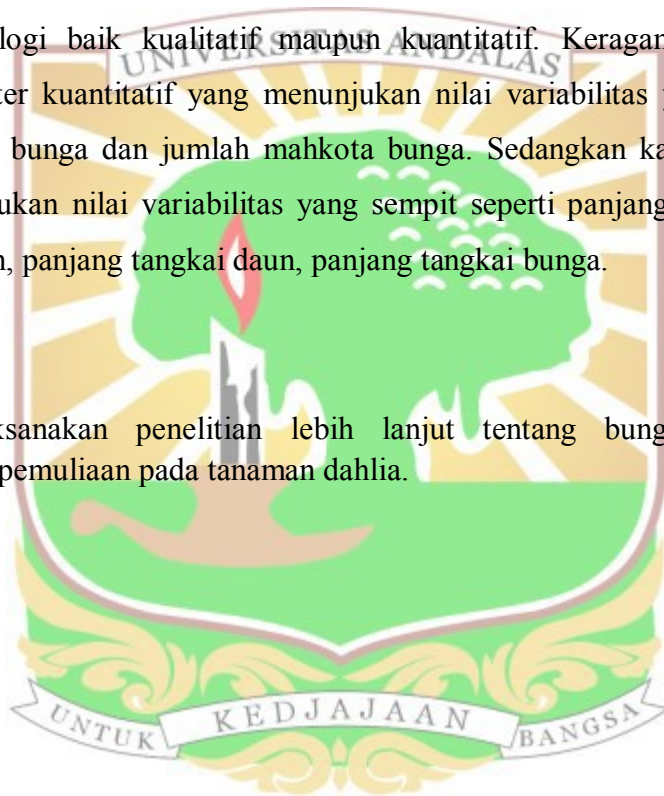 logi baik kualitatif maupun kuantitatif. Keragan
UNIVERSITAS ANDALAS
ter kuantitatif yang menunjukan nilai variabilitas
bunga dan jumlah mahkota bunga. Sedangkan ka
ukan nilai variabilitas yang sempit seperti panjang
n, panjang tangkai daun, panjang tangkai bunga.
ksanakan penelitian lebih lanjut tentang bung
pemuliaan pada tanaman dahlia.
UNTUK KEDJAJAAN BANGSA